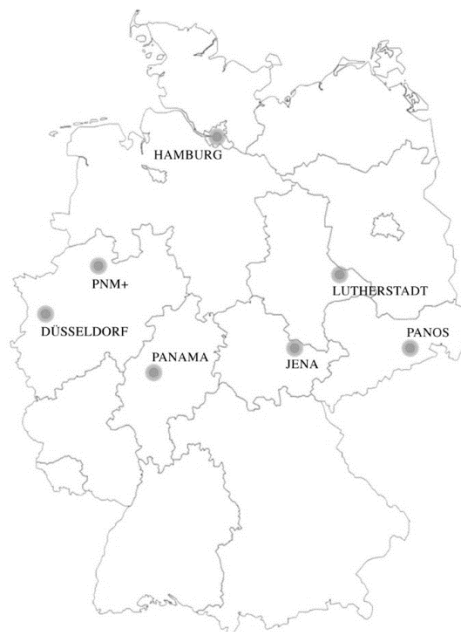 HAMBURG
PNM+
LUTHERSTADT
DÜSSELDORF
PANOS
PANAMA
JENA